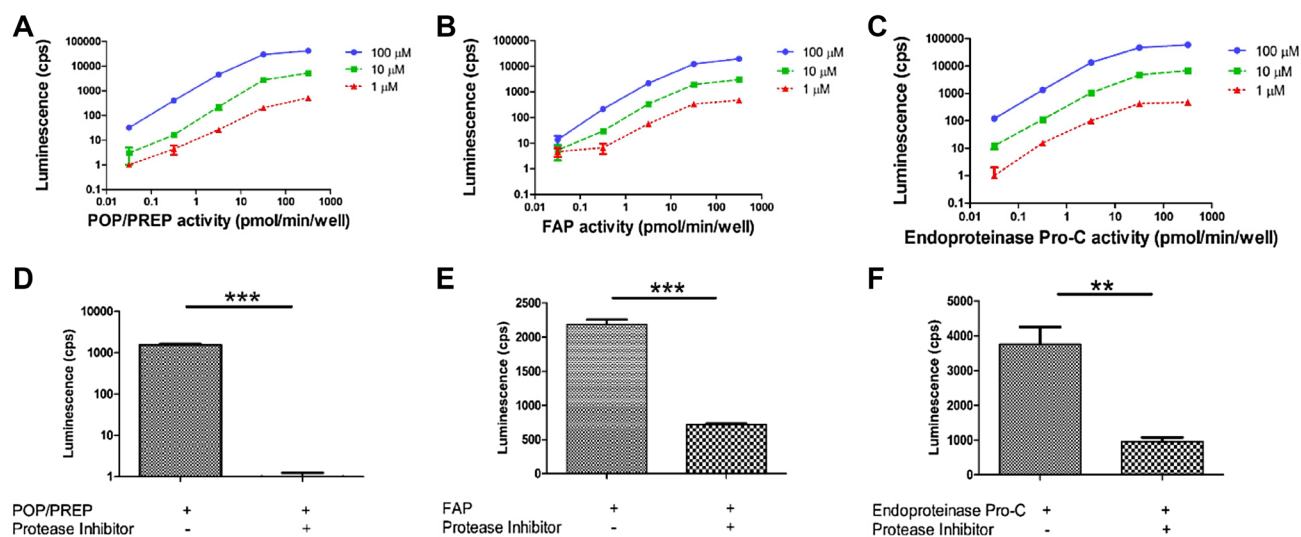 A
Luminescence (cps)
100000
10000
1000
100
10
1
0.1
0.01 0.1 1 10 100 1000
POP/PREP activity (pmol/min/well)
100 µM
10 µM
1 µM
B
Luminescence (cps)
100000
10000
1000
100
10
1
0.1
0.01 0.1 1 10 100 1000
FAP activity (pmol/min/well)
100 µM
10 µM
1 µM
C
Luminescence (cps)
100000
10000
1000
100
10
1
0.1
0.01 0.1 1 10 100 1000
Endoproteinase Pro-C activity (pmol/min/well)
100 µM
10 µM
1 µM
D
***
Luminescence (cps)
10000
1000
100
10
1
POP/PREP + +
Protease Inhibitor - +
E
***
Luminescence (cps)
2500
2000
1500
1000
500
0
FAP + +
Protease Inhibitor - +
F
**
Luminescence (cps)
5000
4000
3000
2000
1000
0
Endoproteinase Pro-C + +
Protease Inhibitor - +